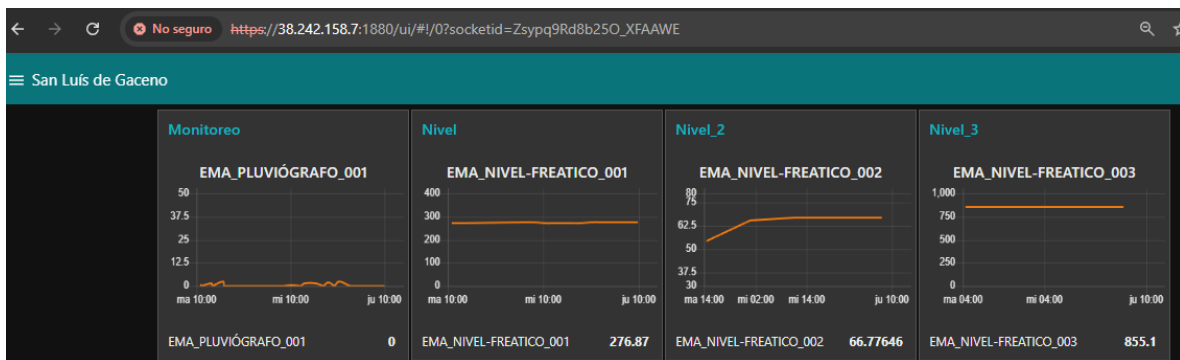 No seguro https://38.242.158.7:1880/ui/#!/0?socketid=Zsypq9Rd8b25O_XFAAWE
San Luís de Gaceno
Monitoreo
EMA_PLUVIÓGRAFO_001
50
37.5
25
12.5
0
ma 10:00 mi 10:00 ju 10:00
EMA_PLUVIÓGRAFO_001 0
Nivel
EMA_NIVEL-FREATICO_001
400
300
200
100
0
ma 10:00 mi 10:00 ju 10:00
EMA_NIVEL-FREATICO_001 276.87
Nivel_2
EMA_NIVEL-FREATICO_002
80
75
62.5
50
37.5
30
ma 14:00 mi 02:00 mi 14:00 ju 10:00
EMA_NIVEL-FREATICO_002 66.77646
Nivel_3
EMA_NIVEL-FREATICO_003
1,000
750
500
250
0
ma 04:00 mi 04:00 ju 10:00
EMA_NIVEL-FREATICO_003 855.1